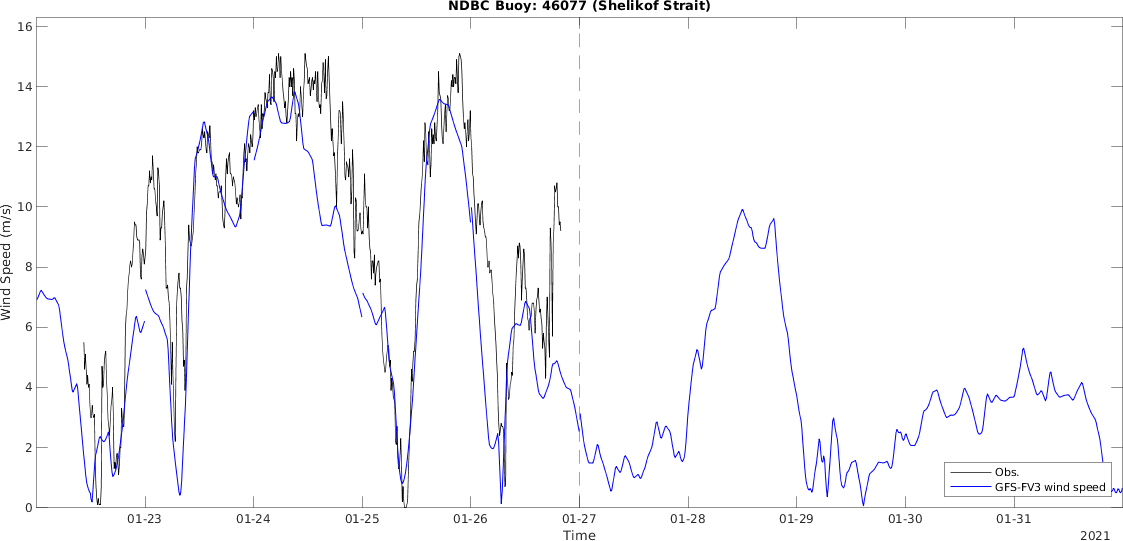 NDBC Buoy: 46077 (Shelikof Strait)
16
14
12
10
8
6
4
2
0
Wind Speed (m/s)
01-23 01-24 01-25 01-26 01-27 01-28 01-29 01-30 01-31
Time
2021
Obs.
GFS-FV3 wind speed